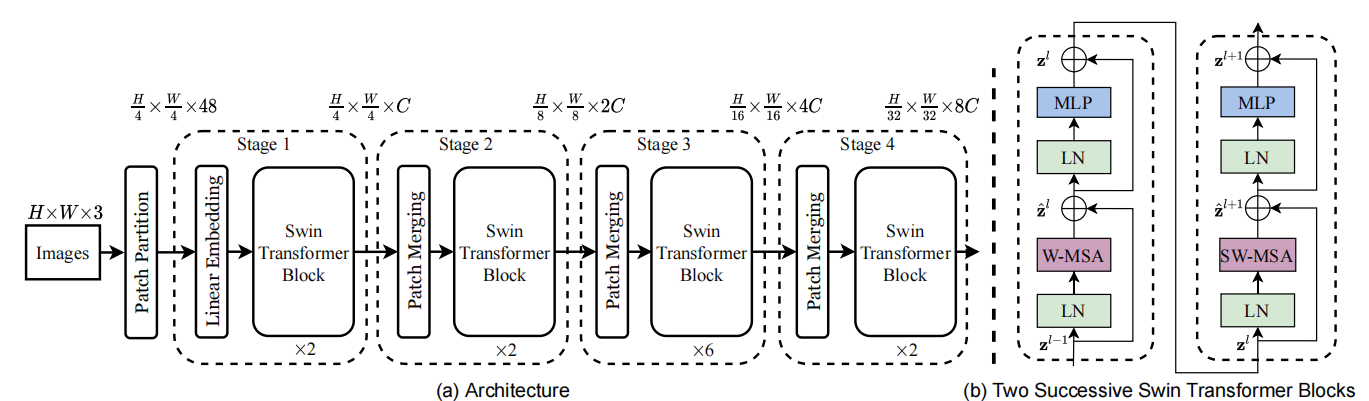 H×W×3
Images
Patch Partition
H/4 × W/4 × 48
Stage 1
Linear Embedding
Swin
Transformer
Block
×2
H/4 × W/4 × C
Stage 2
Patch Merging
Swin
Transformer
Block
×2
H/8 × W/8 × 2C
Stage 3
Patch Merging
Swin
Transformer
Block
×6
H/16 × W/16 × 4C
Stage 4
Patch Merging
Swin
Transformer
Block
×2
H/32 × W/32 × 8C
(a) Architecture
z^l
MLP
LN
ẑ^l
W-MSA
LN
z^{l-1}
z^{l+1}
MLP
LN
ẑ^{l+1}
SW-MSA
LN
z^l
(b) Two Successive Swin Transformer Blocks